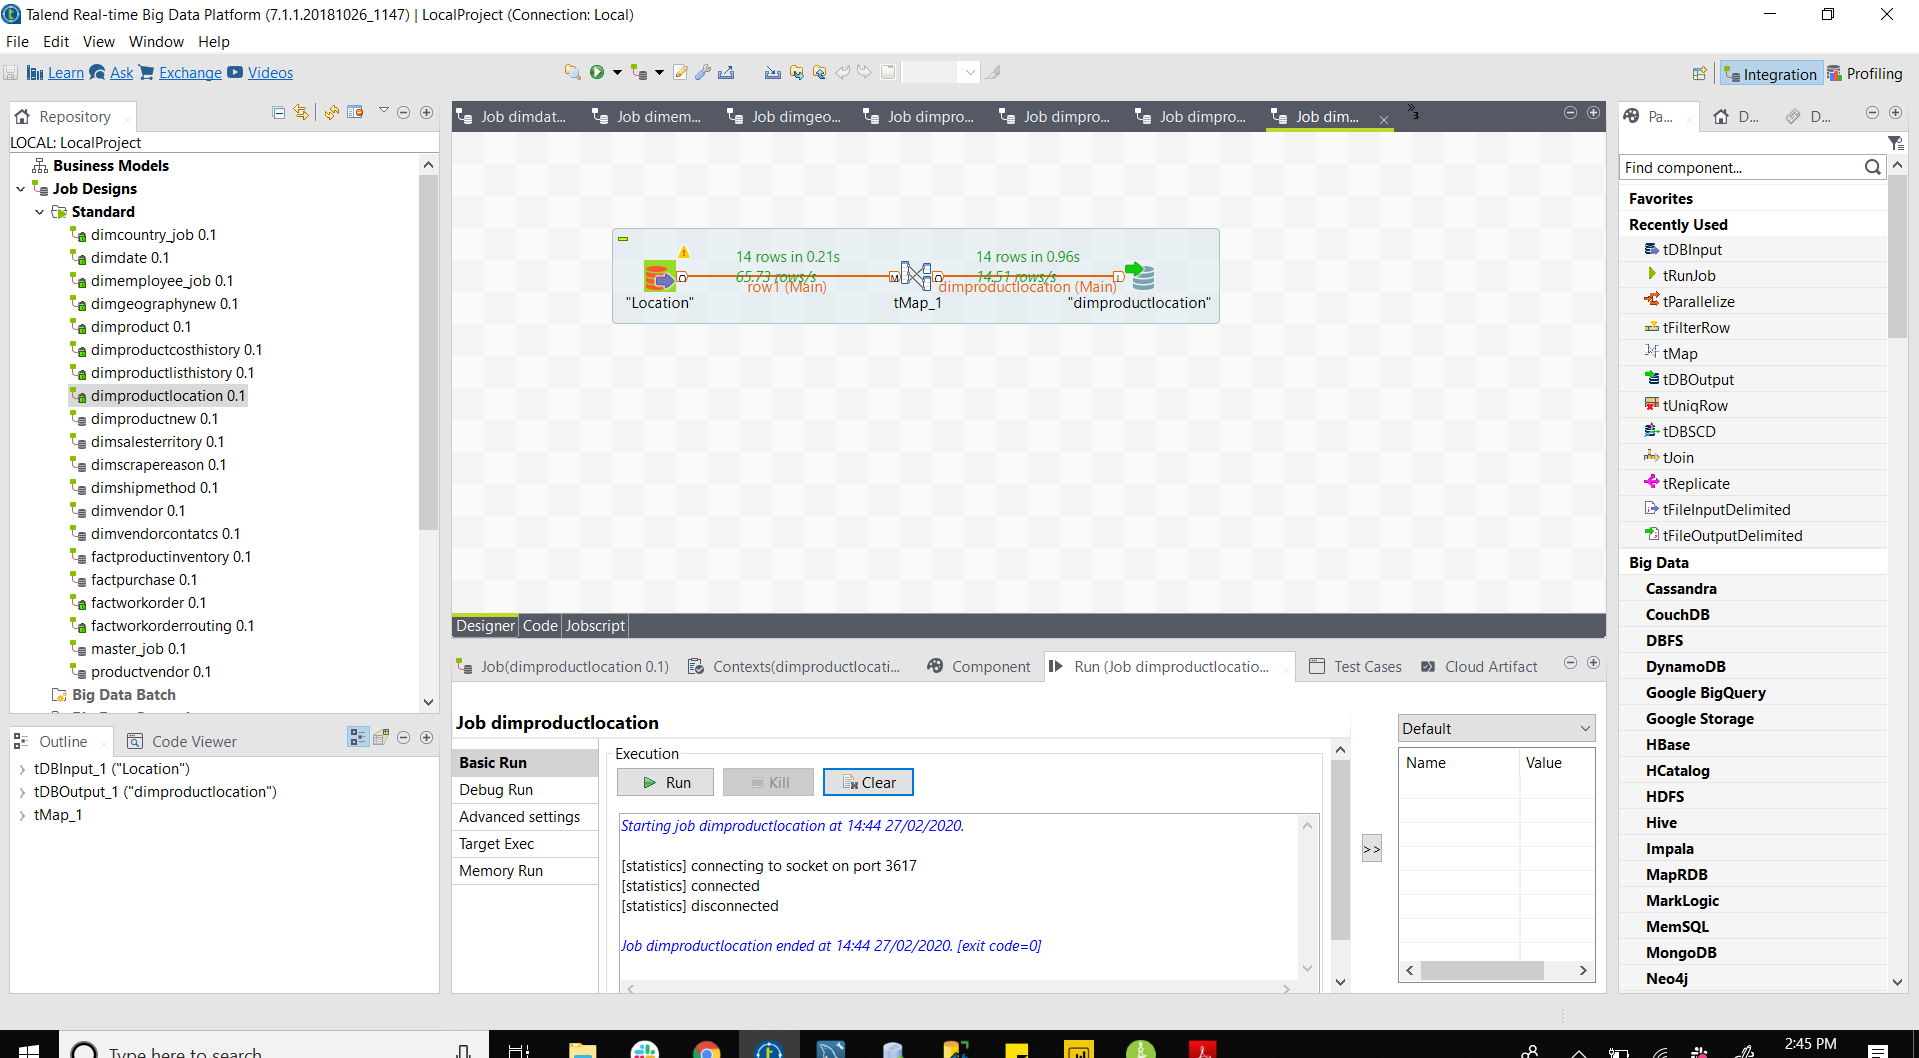 Talend Real-time Big Data Platform (7.1.1.20181026_1147) | LocalProject (Connection: Local)
File Edit View Window Help
Learn Ask Exchange Videos
Integration Profiling
Repository
LOCAL: LocalProject
Business Models
Job Designs
Standard
dimcountry_job 0.1
dimdate 0.1
dimemployee_job 0.1
dimgeographynew 0.1
dimproduct 0.1
dimproductcosthistory 0.1
dimproductlisthistory 0.1
dimproductlocation 0.1
dimproductnew 0.1
dimsalesterritory 0.1
dimscrapereason 0.1
dimshipmethod 0.1
dimvendor 0.1
dimvendorcontatcs 0.1
factproductinventory 0.1
factpurchase 0.1
factworkorder 0.1
factworkorderrouting 0.1
master_job 0.1
productvendor 0.1
Big Data Batch
Outline Code Viewer
tDBInput_1 ("Location")
tDBOutput_1 ("dimproductlocation")
tMap_1
Job dimdat... Job dimem... Job dimgeo... Job dimpro... Job dimpro... Job dimpro... Job dim... 3
14 rows in 0.21s 14 rows in 0.96s
65.73 rows/s 14.51 rows/s
row1 (Main) dimproductlocation (Main)
"Location" tMap_1 "dimproductlocation"
Designer Code Jobscript
Job(dimproductlocation 0.1) Contexts(dimproductlocati... Component Run (Job dimproductlocatio... Test Cases Cloud Artifact
Job dimproductlocation
Basic Run
Debug Run
Advanced settings
Target Exec
Memory Run
Execution
Run Kill Clear
Starting job dimproductlocation at 14:44 27/02/2020.
[statistics] connecting to socket on port 3617
[statistics] connected
[statistics] disconnected
Job dimproductlocation ended at 14:44 27/02/2020. [exit code=0]
>>
Default
Name Value
Pa... D... D...
Find component...
Favorites
Recently Used
tDBInput
tRunJob
tParallelize
tFilterRow
tMap
tDBOutput
tUniqRow
tDBSCD
tJoin
tReplicate
tFileInputDelimited
tFileOutputDelimited
Big Data
Cassandra
CouchDB
DBFS
DynamoDB
Google BigQuery
Google Storage
HBase
HCatalog
HDFS
Hive
Impala
MapRDB
MarkLogic
MemSQL
MongoDB
Neo4j
Type here to search
2:45 PM